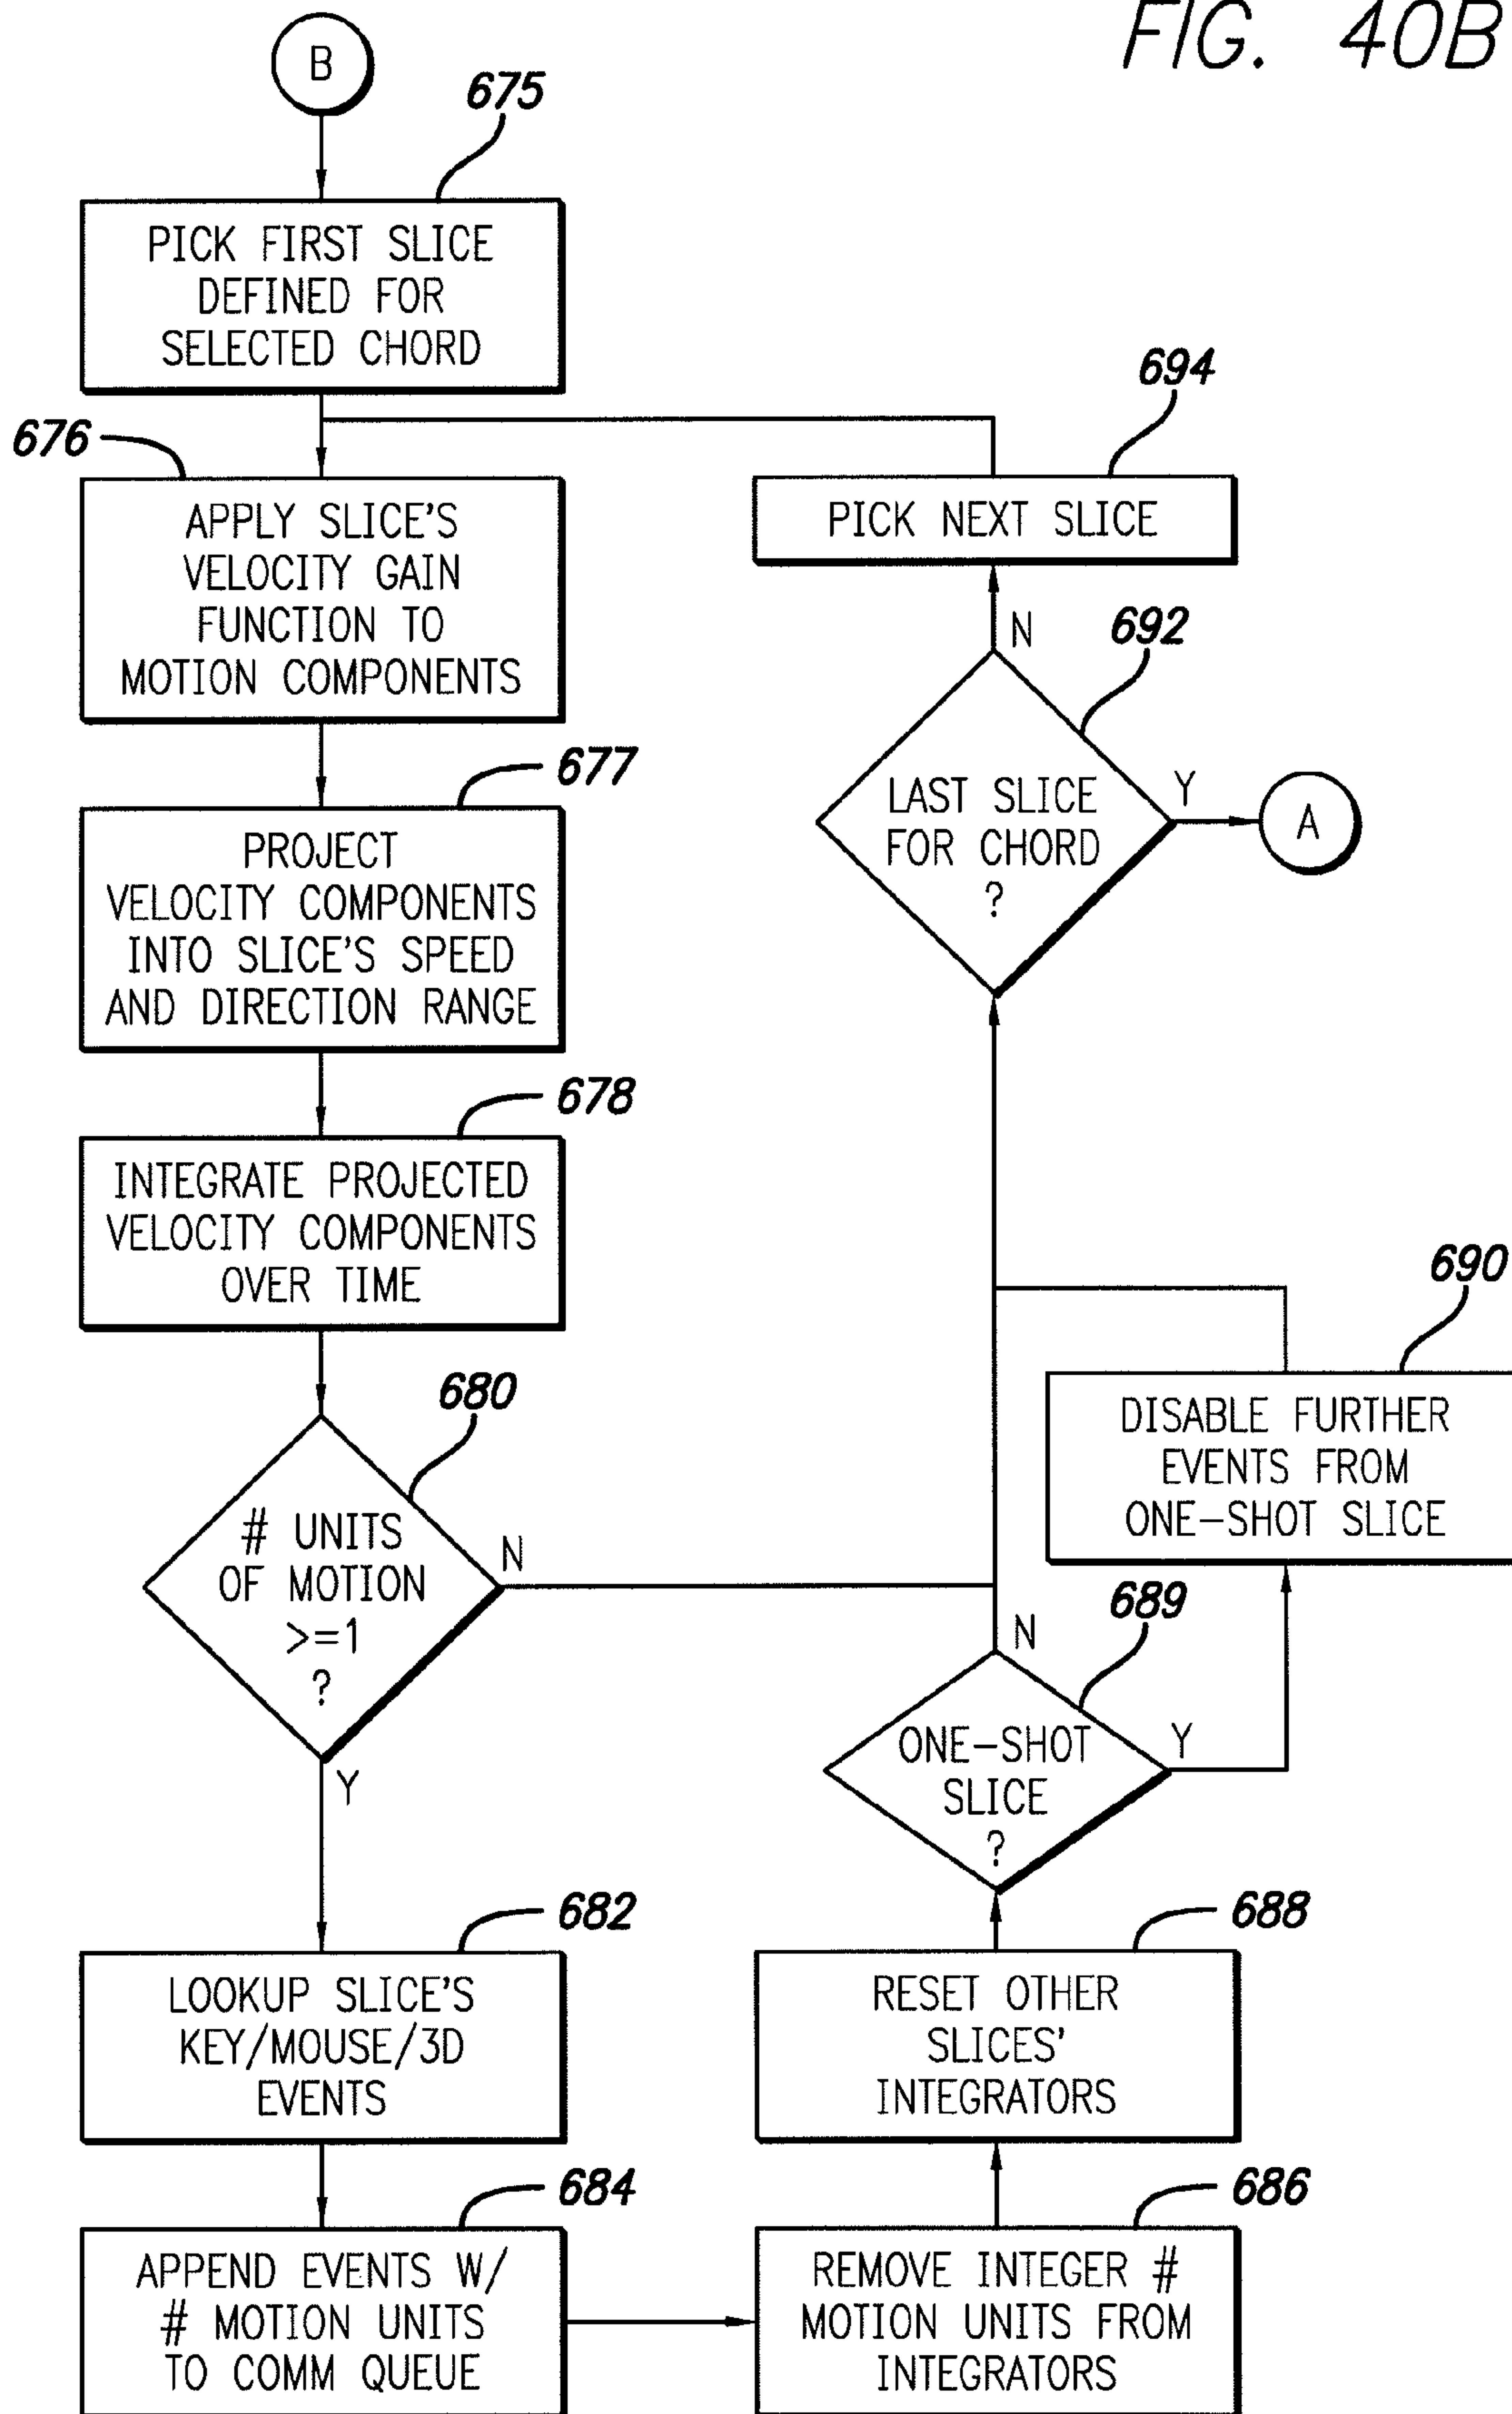 FIG. 40B
B
675
PICK FIRST SLICE
DEFINED FOR
SELECTED CHORD
676
APPLY SLICE'S
VELOCITY GAIN
FUNCTION TO
MOTION COMPONENTS
677
PROJECT
VELOCITY COMPONENTS
INTO SLICE'S SPEED
AND DIRECTION RANGE
678
INTEGRATE PROJECTED
VELOCITY COMPONENTS
OVER TIME
680
# UNITS
OF MOTION
>=1
?
N
Y
682
LOOKUP SLICE'S
KEY/MOUSE/3D
EVENTS
684
APPEND EVENTS W/
# MOTION UNITS
TO COMM QUEUE
686
REMOVE INTEGER #
MOTION UNITS FROM
INTEGRATORS
688
RESET OTHER
SLICES'
INTEGRATORS
689
ONE-SHOT
SLICE
?
N
Y
690
DISABLE FURTHER
EVENTS FROM
ONE-SHOT SLICE
692
LAST SLICE
FOR CHORD
?
N
Y
A
694
PICK NEXT SLICE